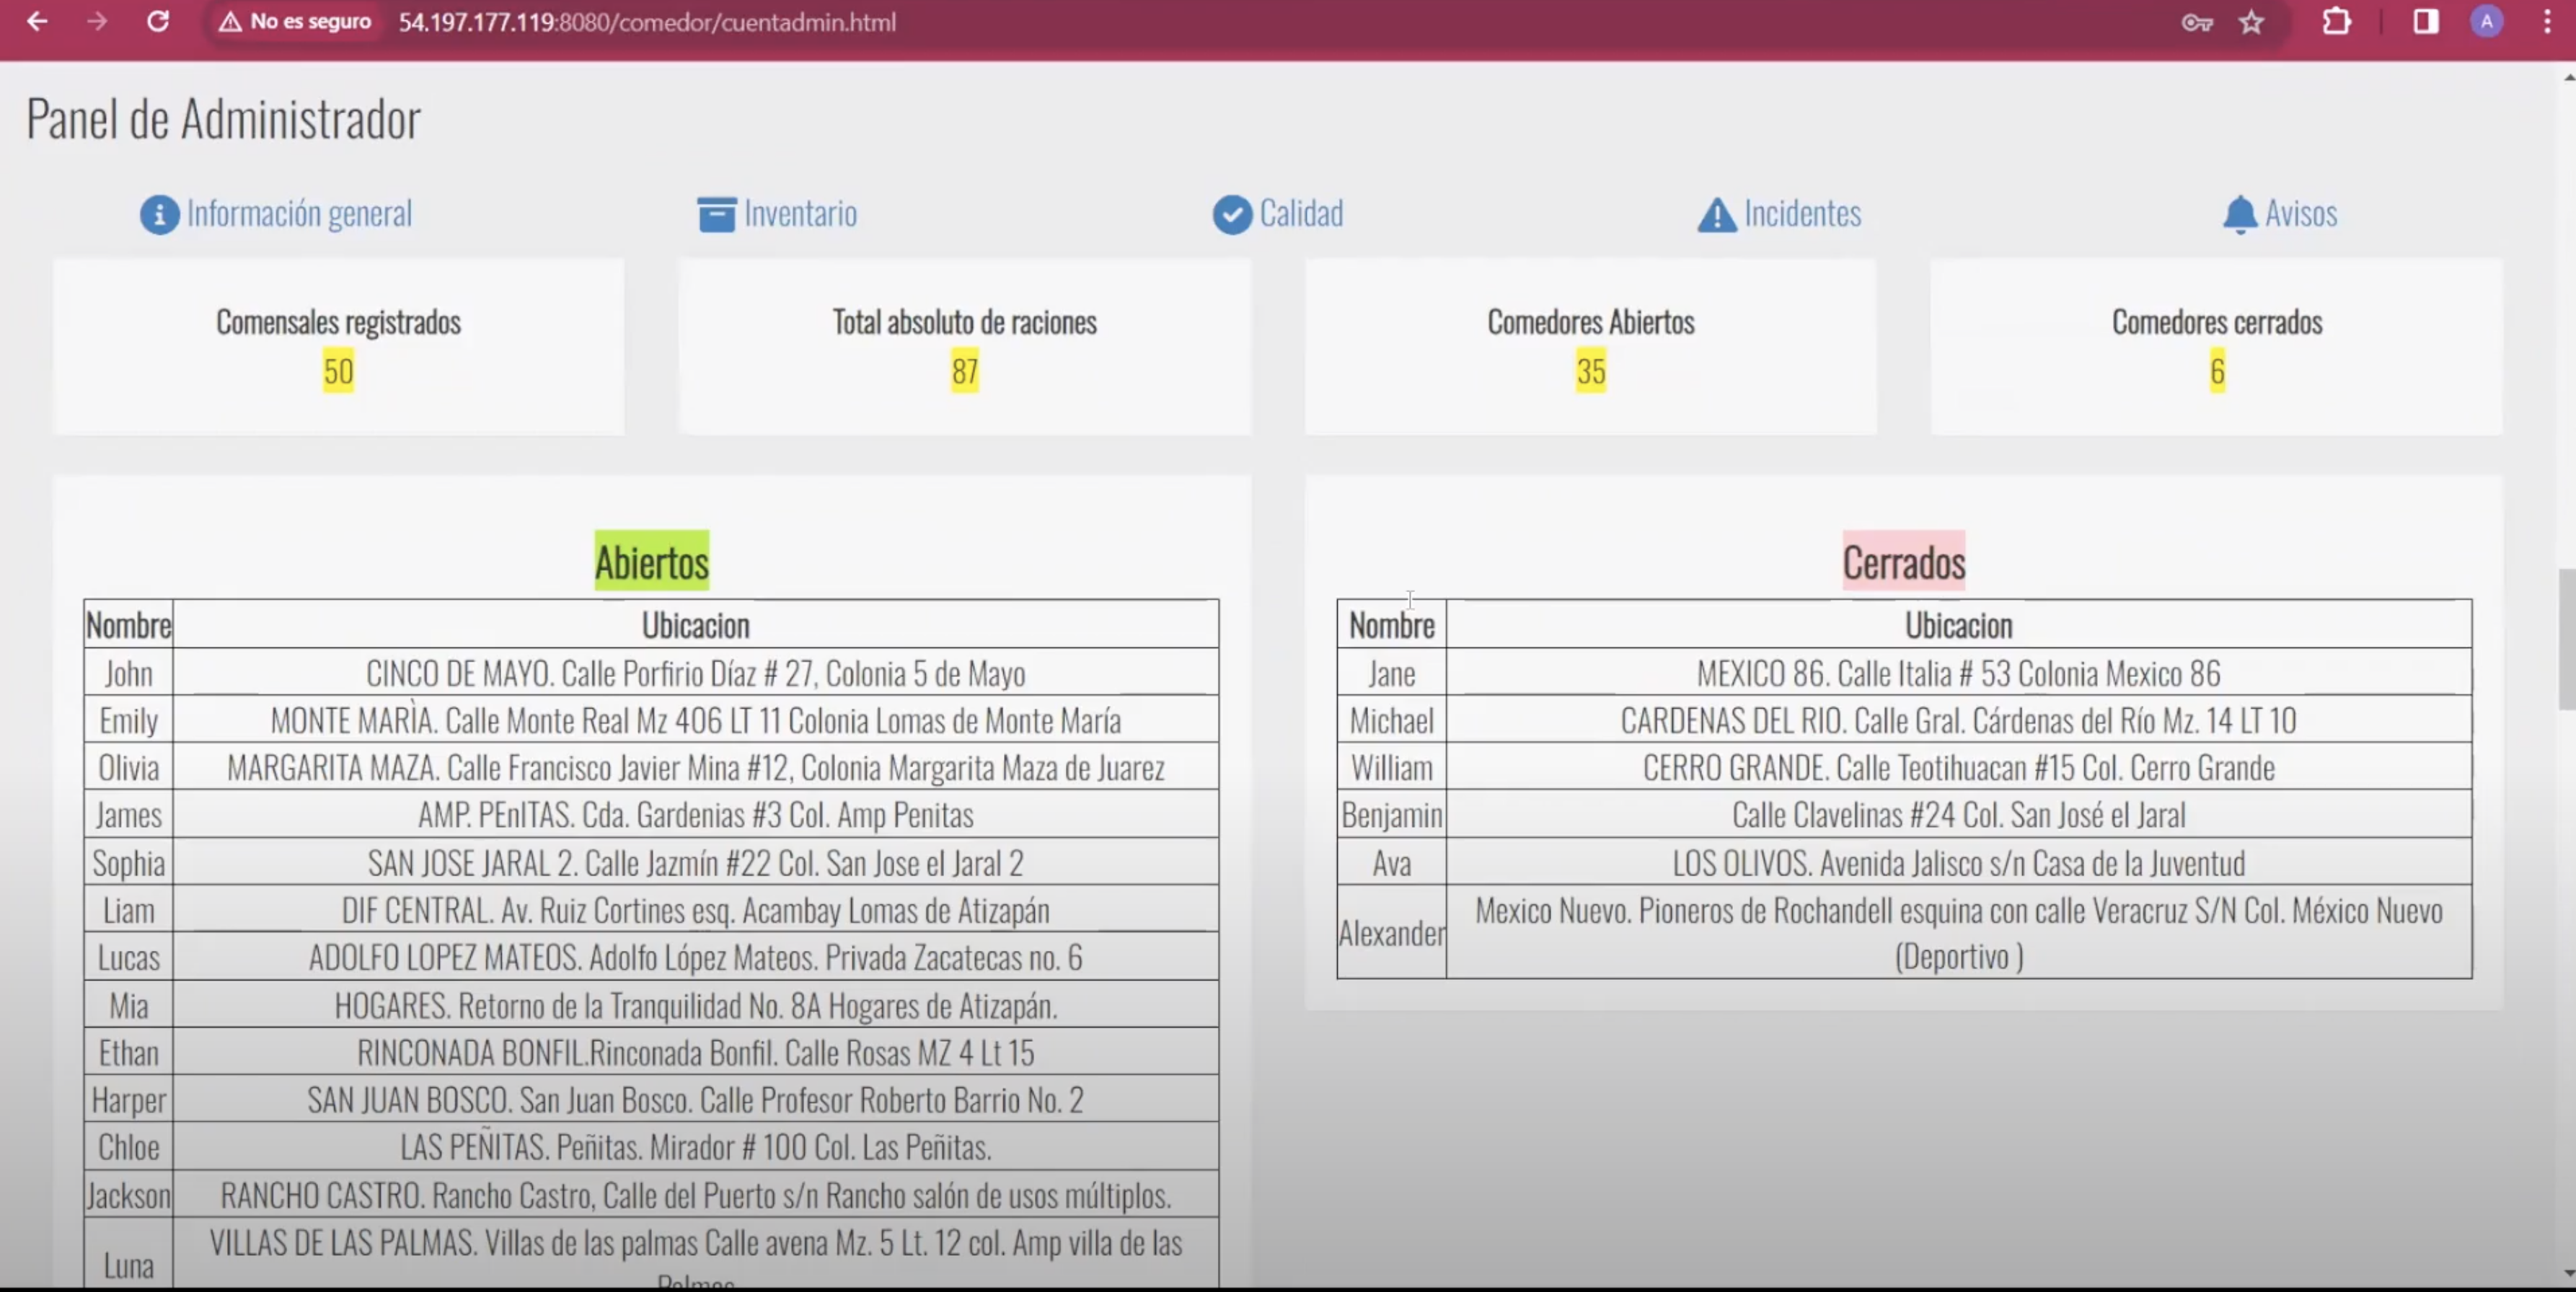 No es seguro 54.197.177.119:8080/comedor/cuentadmin.html A
Panel de Administrador
Información general Inventario Calidad Incidentes Avisos
Comensales registrados
50
Total absoluto de raciones
87
Comedores Abiertos
35
Comedores cerrados
6
Abiertos
Nombre Ubicacion
John CINCO DE MAYO. Calle Porfirio Díaz # 27, Colonia 5 de Mayo
Emily MONTE MARÌA. Calle Monte Real Mz 406 LT 11 Colonia Lomas de Monte María
Olivia MARGARITA MAZA. Calle Francisco Javier Mina #12, Colonia Margarita Maza de Juarez
James AMP. PEnITAS. Cda. Gardenias #3 Col. Amp Penitas
Sophia SAN JOSE JARAL 2. Calle Jazmín #22 Col. San Jose el Jaral 2
Liam DIF CENTRAL. Av. Ruiz Cortines esq. Acambay Lomas de Atizapán
Lucas ADOLFO LOPEZ MATEOS. Adolfo López Mateos. Privada Zacatecas no. 6
Mia HOGARES. Retorno de la Tranquilidad No. 8A Hogares de Atizapán.
Ethan RINCONADA BONFIL.Rinconada Bonfil. Calle Rosas MZ 4 Lt 15
Harper SAN JUAN BOSCO. San Juan Bosco. Calle Profesor Roberto Barrio No. 2
Chloe LAS PEÑITAS. Peñitas. Mirador # 100 Col. Las Peñitas.
Jackson RANCHO CASTRO. Rancho Castro, Calle del Puerto s/n Rancho salón de usos múltiples.
Luna VILLAS DE LAS PALMAS. Villas de las palmas Calle avena Mz. 5 Lt. 12 col. Amp villa de las
Cerrados
Nombre Ubicacion
Jane MEXICO 86. Calle Italia # 53 Colonia Mexico 86
Michael CARDENAS DEL RIO. Calle Gral. Cárdenas del Río Mz. 14 LT 10
William CERRO GRANDE. Calle Teotihuacan #15 Col. Cerro Grande
Benjamin Calle Clavelinas #24 Col. San José el Jaral
Ava LOS OLIVOS. Avenida Jalisco s/n Casa de la Juventud
Alexander Mexico Nuevo. Pioneros de Rochandell esquina con calle Veracruz S/N Col. México Nuevo
(Deportivo )